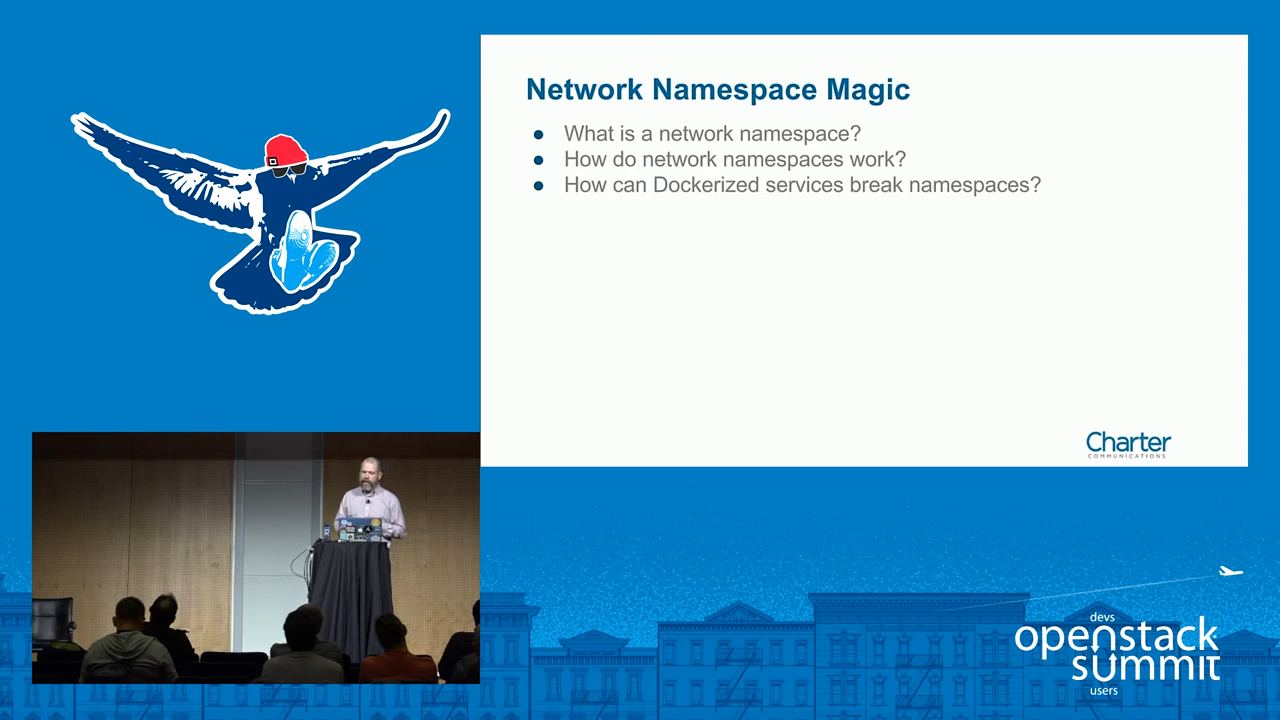 Network Namespace Magic
● What is a network namespace?
● How do network namespaces work?
● How can Dockerized services break namespaces?
Charter
COMMUNICATIONS
devs
openstack
summit
users